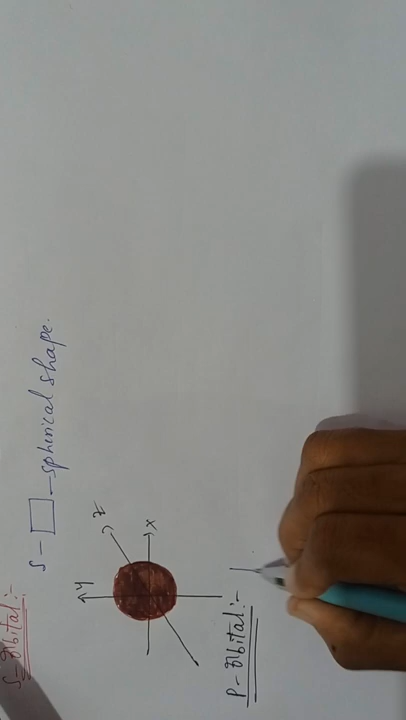 S-orbital:-
S-□-spherical shape.
Y
Z
X
P-orbital:-